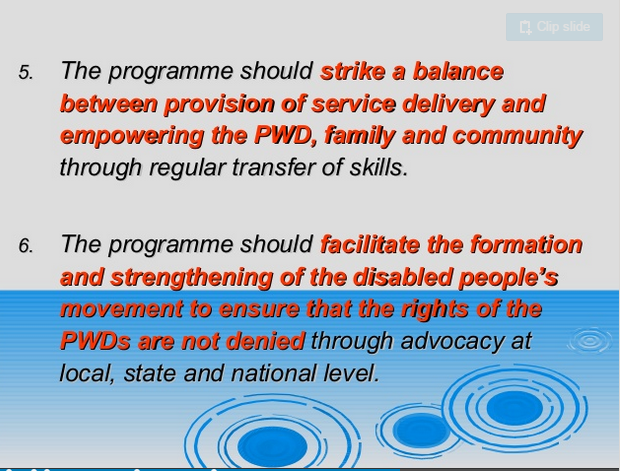 Clip slide
5. The programme should strike a balance
between provision of service delivery and
empowering the PWD, family and community
through regular transfer of skills.
6. The programme should facilitate the formation
and strengthening of the disabled people's
movement to ensure that the rights of the
PWDs are not denied through advocacy at
local, state and national level.